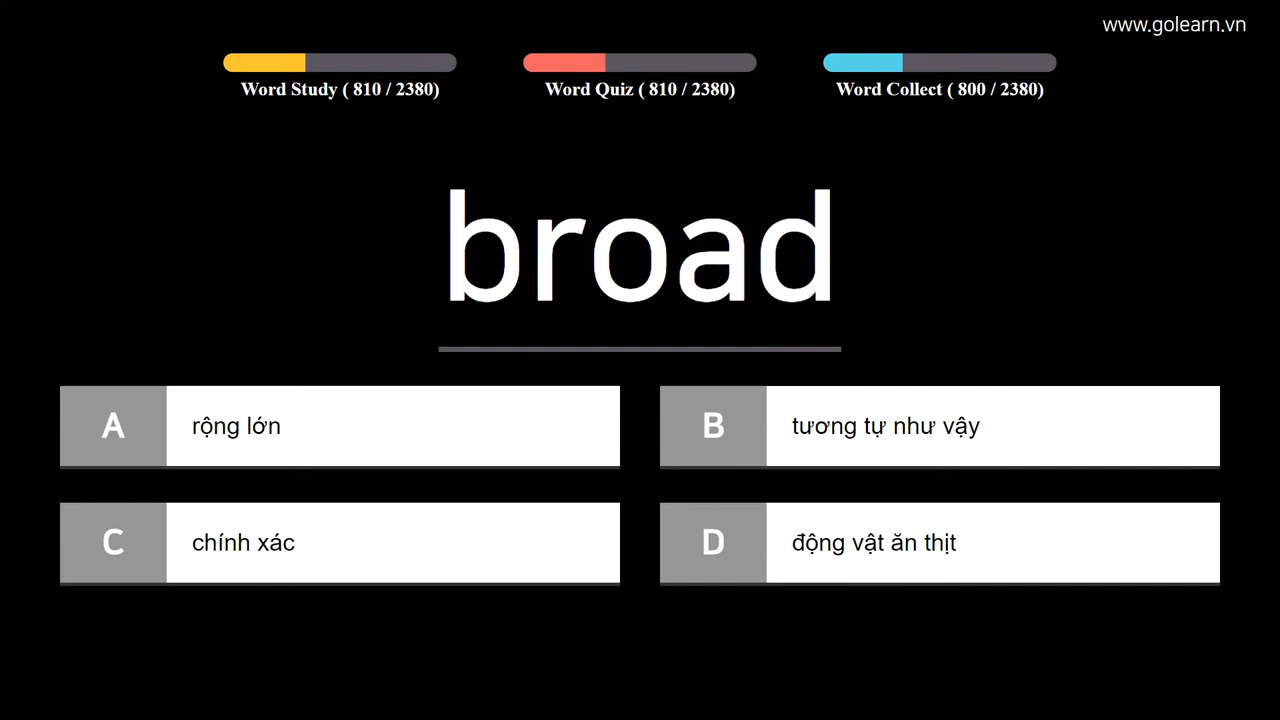 www.golearn.vn
Word Study ( 810 / 2380)
Word Quiz ( 810 / 2380)
Word Collect ( 800 / 2380)
broad
A rộng lớn
B tương tự như vậy
C chính xác
D động vật ăn thịt